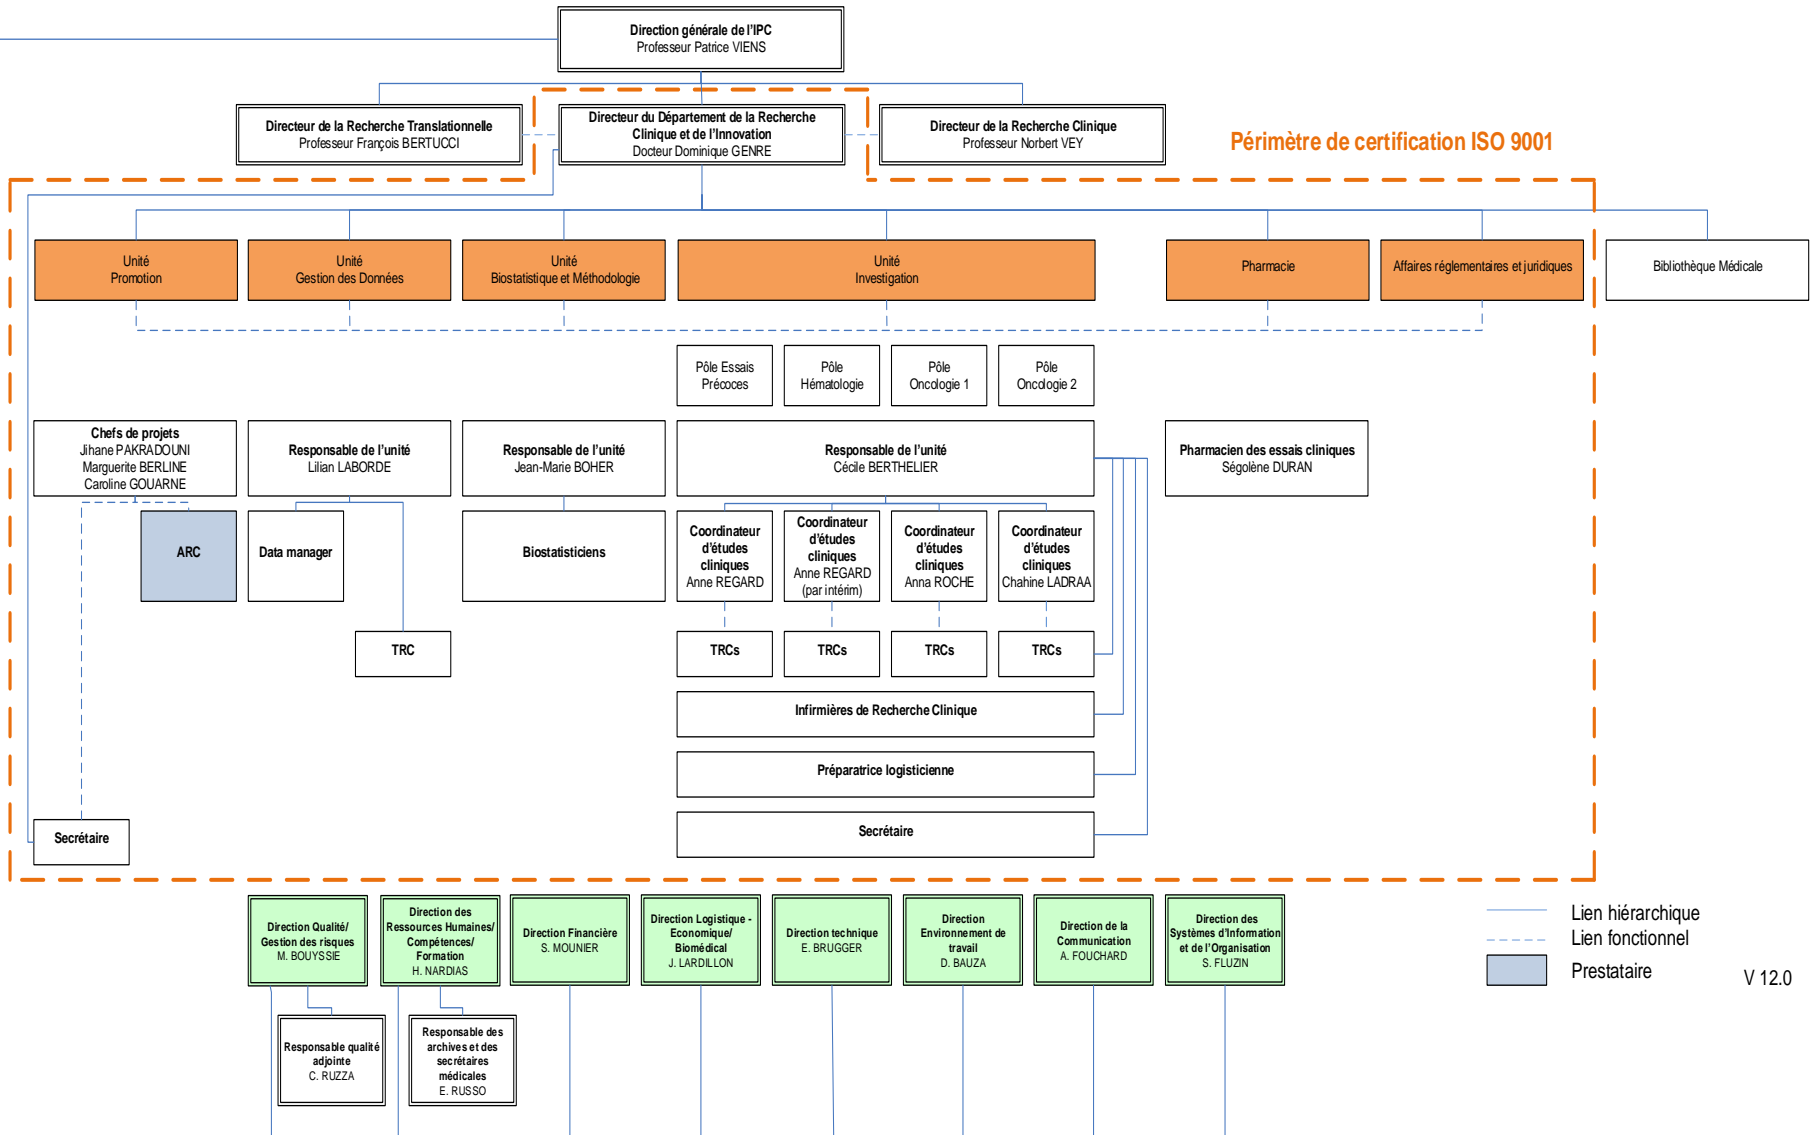 Direction générale de l'IPC
Professeur Patrice VIENS
Directeur de la Recherche Translationnelle
Professeur François BERTUCCI
Directeur du Département de la Recherche
Clinique et de l'Innovation
Docteur Dominique GENRE
Directeur de la Recherche Clinique
Professeur Norbert VEY
Périmètre de certification ISO 9001
Unité
Promotion
Unité
Gestion des Données
Unité
Biostatistique et Méthodologie
Unité
Investigation
Pharmacie
Affaires réglementaires et juridiques
Bibliothèque Médicale
Pôle Essais
Précoces
Pôle
Hématologie
Pôle
Oncologie 1
Pôle
Oncologie 2
Chefs de projets
Jihane PAKRADOUNI
Marguerite BERLINE
Caroline GOUARNE
Responsable de l'unité
Lilian LABORDE
Responsable de l'unité
Jean-Marie BOHER
Responsable de l'unité
Cécile BERTHELIER
Pharmacien des essais cliniques
Ségolène DURAN
ARC
Data manager
Biostatisticiens
Coordinateur
d'études
cliniques
Anne REGARD
Coordinateur
d'études
cliniques
Anne REGARD
(par intérim)
Coordinateur
d'études
cliniques
Anna ROCHE
Coordinateur
d'études
cliniques
Chahine LADRAA
TRC
TRCs
TRCs
TRCs
TRCs
Infirmières de Recherche Clinique
Préparatrice logisticienne
Secrétaire
Secrétaire
Direction Qualité/
Gestion des risques
M. BOUYSSIE
Direction des
Ressources Humaines/
Compétences/
Formation
H. NARDIAS
Direction Financière
S. MOUNIER
Direction Logistique -
Economique/
Biomédical
J. LARDILLON
Direction technique
E. BRUGGER
Direction
Environnement de
travail
D. BAUZA
Direction de la
Communication
A. FOUCHARD
Direction des
Systèmes d'Information
et de l'Organisation
S. FLUZIN
Lien hiérarchique
Lien fonctionnel
Prestataire
V 12.0
Responsable qualité
adjointe
C. RUZZA
Responsable des
archives et des
secrétaires
médicales
E. RUSSO